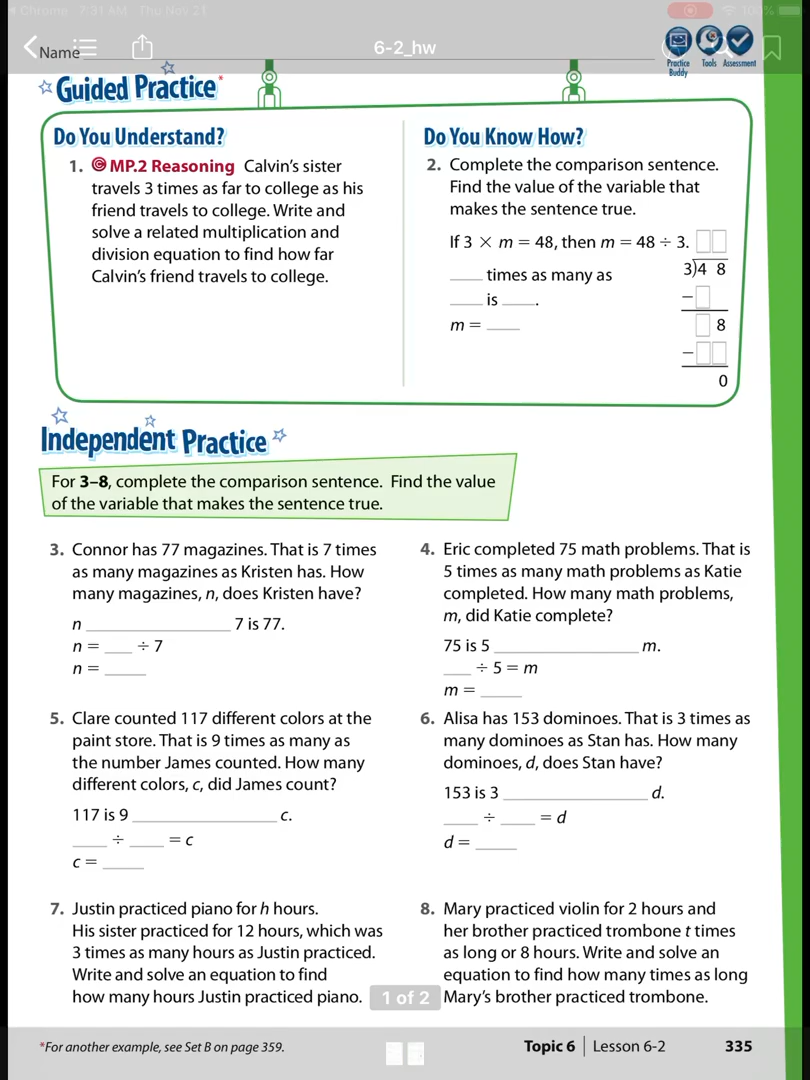 Chrome 7:31 AM Thu Nov 21 100%
Name
6-2_hw
Practice Buddy Tools Assessment
Guided Practice*
Do You Understand?
1. MP.2 Reasoning Calvin's sister
travels 3 times as far to college as his
friend travels to college. Write and
solve a related multiplication and
division equation to find how far
Calvin's friend travels to college.
Do You Know How?
2. Complete the comparison sentence.
Find the value of the variable that
makes the sentence true.
If 3 × m = 48, then m = 48 ÷ 3.
____ times as many as
____ is ____.
m = ____
3)4 8
−
8
−
0
Independent Practice
For 3–8, complete the comparison sentence. Find the value
of the variable that makes the sentence true.
3. Connor has 77 magazines. That is 7 times
as many magazines as Kristen has. How
many magazines, n, does Kristen have?
n ________________ 7 is 77.
n = ___ ÷ 7
n = _____
4. Eric completed 75 math problems. That is
5 times as many math problems as Katie
completed. How many math problems,
m, did Katie complete?
75 is 5 ________________ m.
___ ÷ 5 = m
m = _____
5. Clare counted 117 different colors at the
paint store. That is 9 times as many as
the number James counted. How many
different colors, c, did James count?
117 is 9 ________________ c.
____ ÷ ____ = c
c = _____
6. Alisa has 153 dominoes. That is 3 times as
many dominoes as Stan has. How many
dominoes, d, does Stan have?
153 is 3 ________________ d.
____ ÷ ____ = d
d = _____
7. Justin practiced piano for h hours.
His sister practiced for 12 hours, which was
3 times as many hours as Justin practiced.
Write and solve an equation to find
how many hours Justin practiced piano.
8. Mary practiced violin for 2 hours and
her brother practiced trombone t times
as long or 8 hours. Write and solve an
equation to find how many times as long
Mary's brother practiced trombone.
1 of 2
*For another example, see Set B on page 359.
Topic 6 | Lesson 6-2 335